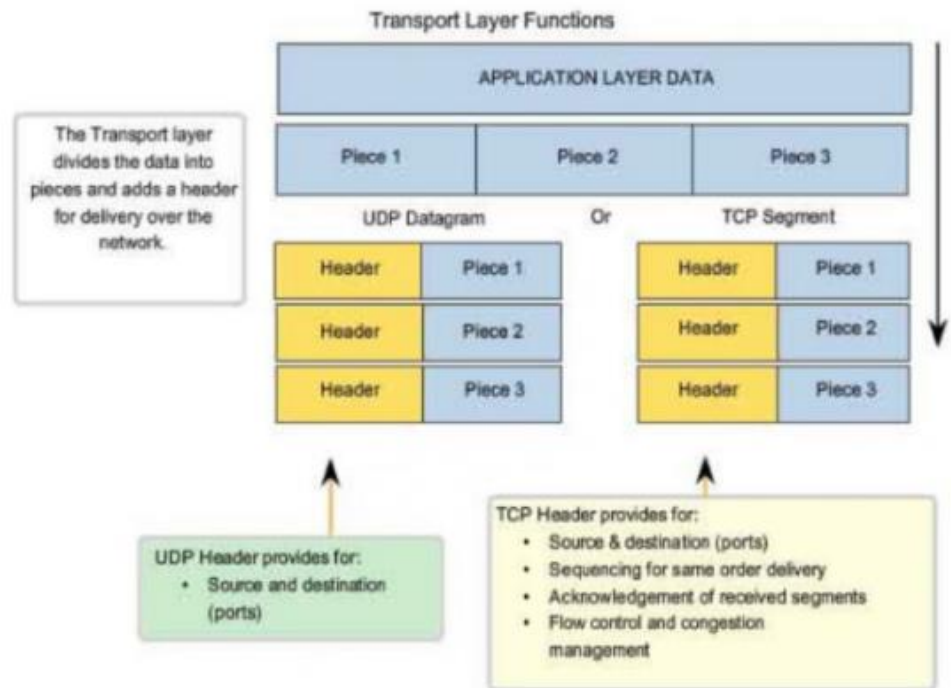 Transport Layer Functions
APPLICATION LAYER DATA
The Transport layer
divides the data into
pieces and adds a header
for delivery over the
network.
Piece 1 Piece 2 Piece 3
UDP Datagram Or TCP Segment
Header Piece 1 Header Piece 1
Header Piece 2 Header Piece 2
Header Piece 3 Header Piece 3
UDP Header provides for:
• Source and destination
(ports)
TCP Header provides for:
• Source & destination (ports)
• Sequencing for same order delivery
• Acknowledgement of received segments
• Flow control and congestion
management